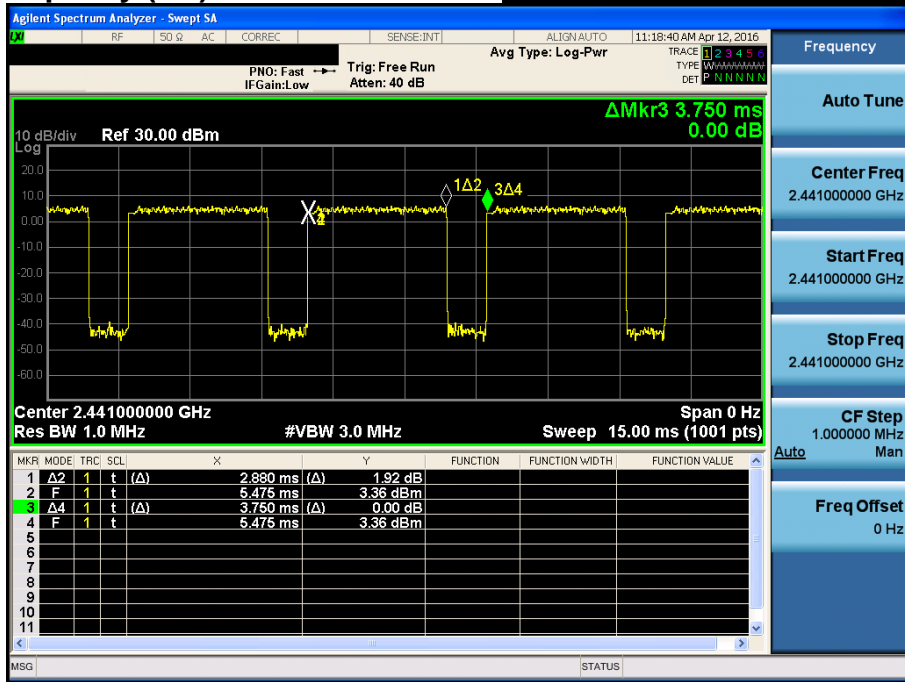 Agilent Spectrum Analyzer - Swept SA
LXI RF 50 Ω AC CORREC SENSE:INT ALIGN AUTO 11:18:40 AM Apr 12, 2016
Avg Type: Log-Pwr
TRACE 1 2 3 4 5 6
PNO: Fast Trig: Free Run
TYPE
IFGain:Low Atten: 40 dB
DET P N N N N N
ΔMkr3 3.750 ms
0.00 dB
10 dB/div Ref 30.00 dBm
Log
20.0
10.0
0.00
-10.0
-20.0
-30.0
-40.0
-50.0
-60.0
1Δ2
3Δ4
Center 2.441000000 GHz Span 0 Hz
Res BW 1.0 MHz #VBW 3.0 MHz Sweep 15.00 ms (1001 pts)
MKR MODE TRC SCL X Y FUNCTION FUNCTION WIDTH FUNCTION VALUE
1 Δ2 1 t (Δ) 2.880 ms (Δ) 1.92 dB
2 F 1 t 5.475 ms 3.36 dBm
3 Δ4 1 t (Δ) 3.750 ms (Δ) 0.00 dB
4 F 1 t 5.475 ms 3.36 dBm
5
6
7
8
9
10
11
MSG STATUS
Frequency
Auto Tune
Center Freq
2.441000000 GHz
Start Freq
2.441000000 GHz
Stop Freq
2.441000000 GHz
CF Step
1.000000 MHz
Auto Man
Freq Offset
0 Hz